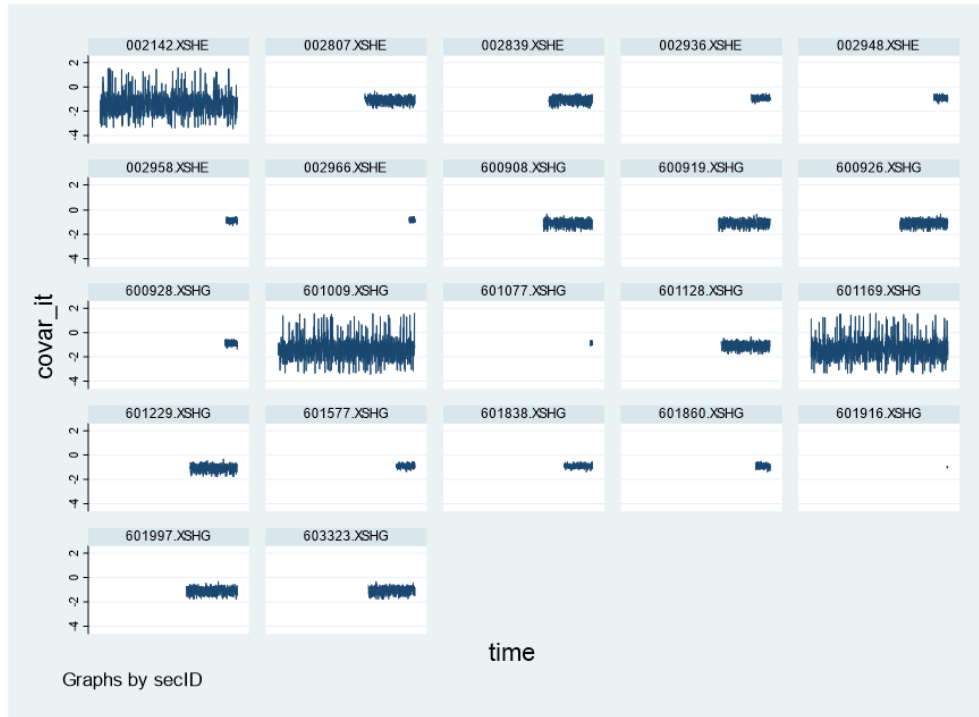 002142.XSHE 002807.XSHE 002839.XSHE 002936.XSHE 002948.XSHE
2
0
-2
-4
002958.XSHE 002966.XSHE 600908.XSHG 600919.XSHG 600926.XSHG
2
0
-2
-4
600928.XSHG 601009.XSHG 601077.XSHG 601128.XSHG 601169.XSHG
2
0
-2
-4
covar_it
601229.XSHG 601577.XSHG 601838.XSHG 601860.XSHG 601916.XSHG
2
0
-2
-4
601997.XSHG 603323.XSHG
2
0
-2
-4
time
Graphs by secID